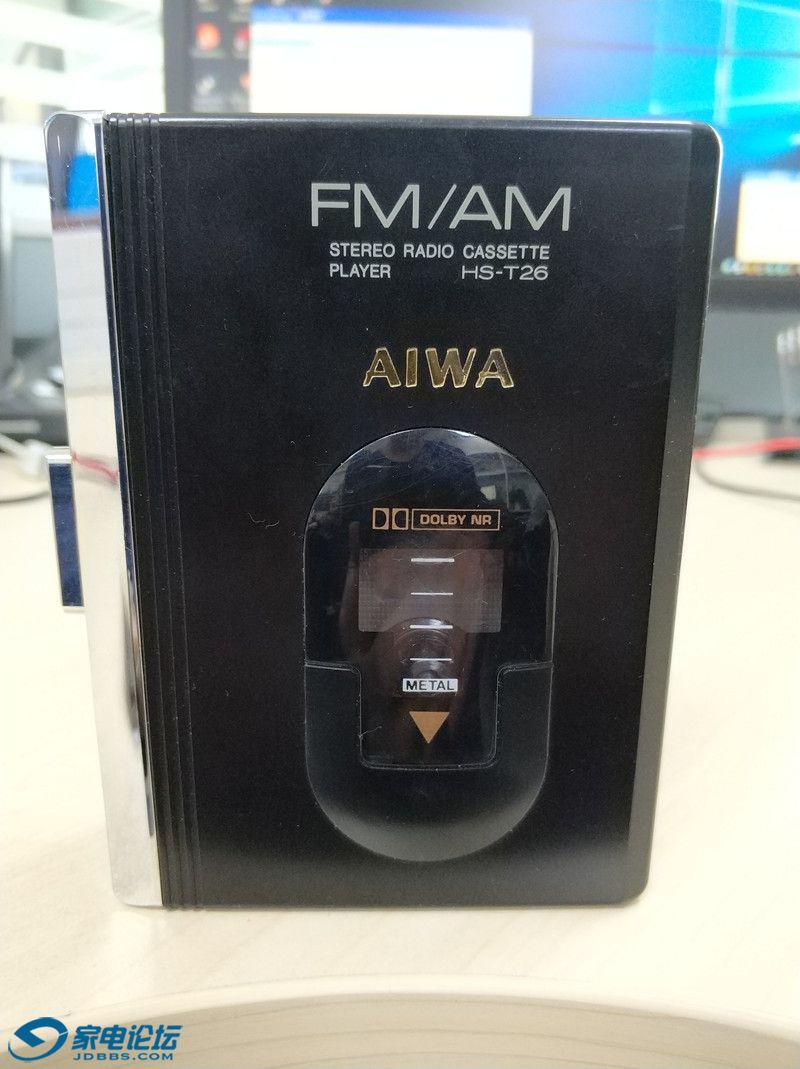 FM/AM
STEREO RADIO CASSETTE
PLAYER HS-T26
AIWA
DOLBY NR
METAL
家电论坛
JDBBS.COM